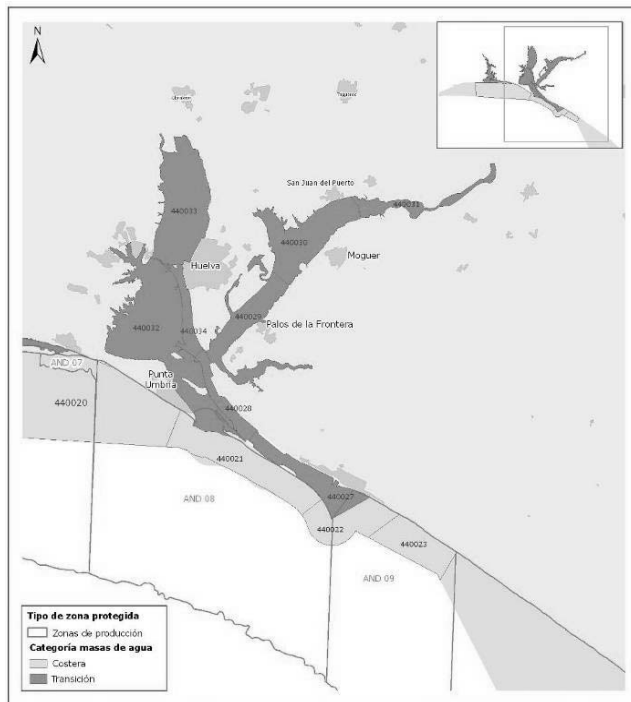 N
San Juan del Puerto
440031
440033
440030
Huelva
Moguer
440029
440032
440034
Palos de la Frontera
AND 07
Punta
Umbría
440020
440028
440021
AND 08
440027
440022
440023
AND 09
Tipo de zona protegida
Zonas de producción
Categoría masas de agua
Costera
Transición